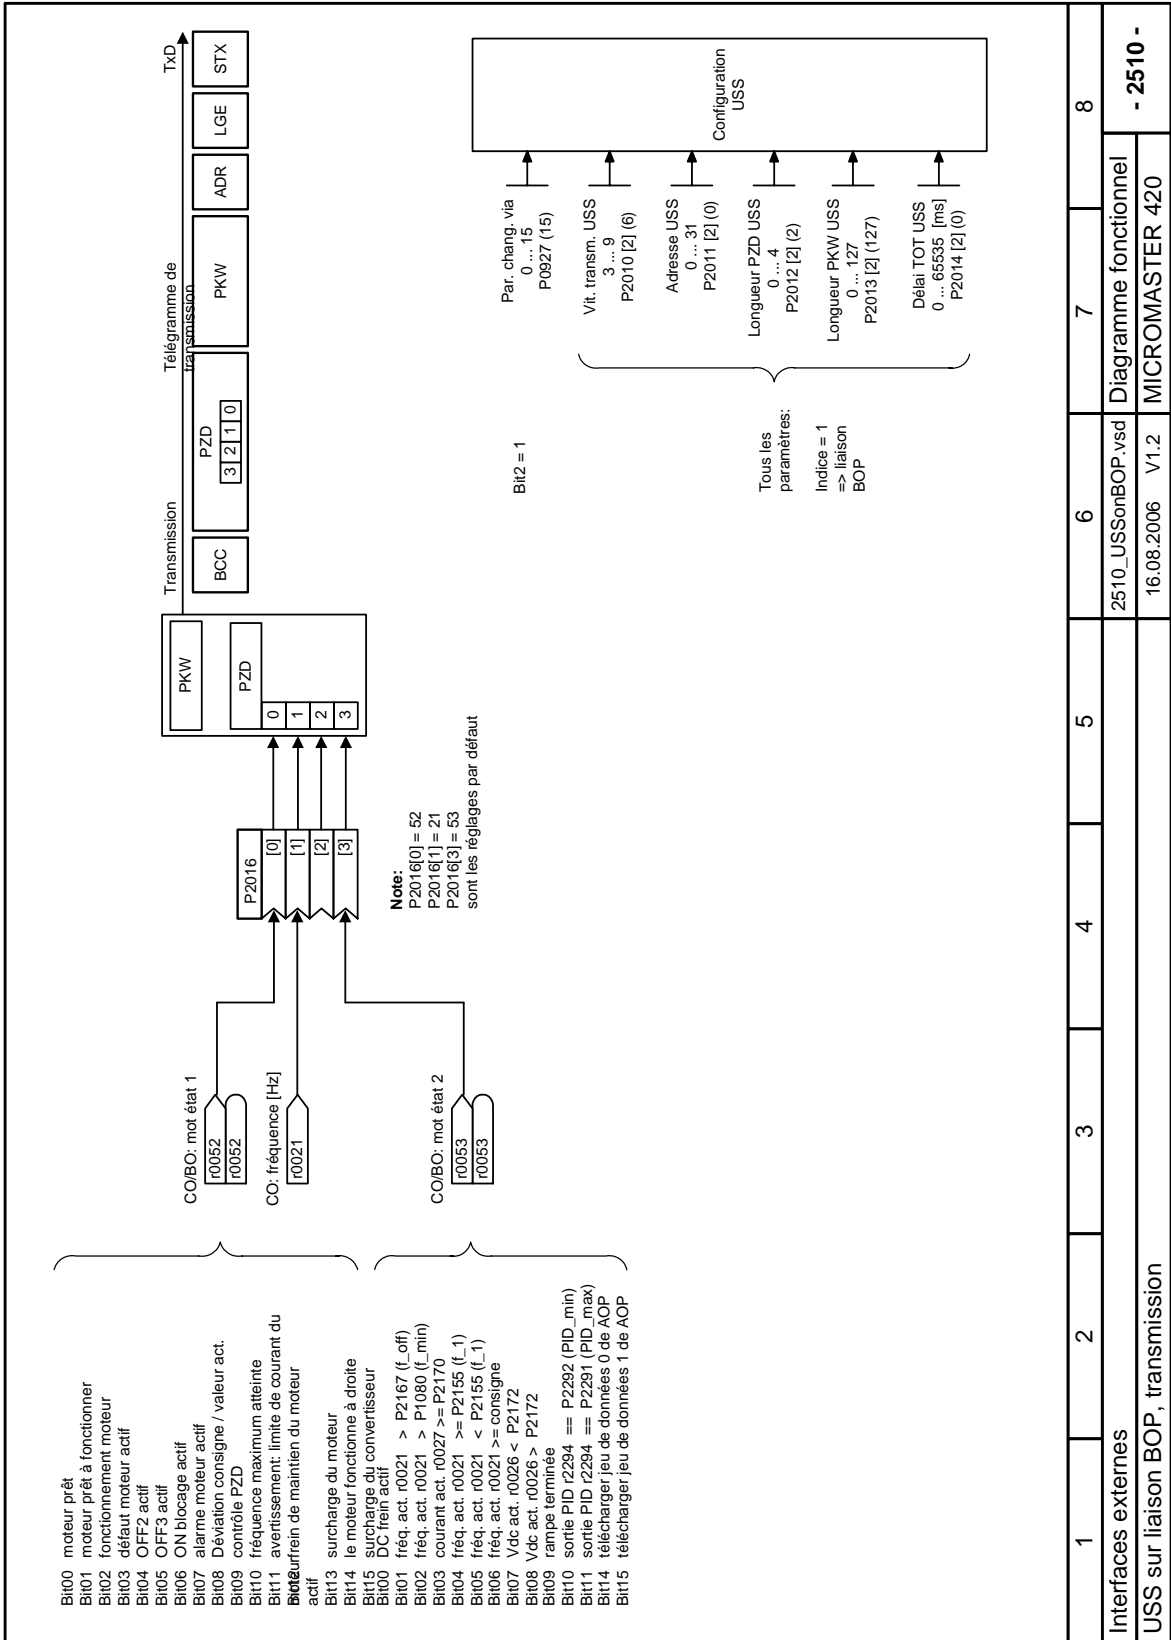 Bit00 moteur prêt
Bit01 moteur prêt à fonctionner
Bit02 fonctionnement moteur
Bit03 défaut moteur actif
Bit04 OFF2 actif
Bit05 OFF3 actif
Bit06 ON blocage actif
Bit07 alarme moteur actif
Bit08 Déviation consigne / valeur act.
Bit09 contrôle PZD
Bit10 fréquence maximum atteinte
Bit11 avertissement: limite de courant du
moteur
Bit12 frein de maintien du moteur
actif
Bit13 surcharge du moteur
Bit14 le moteur fonctionne à droite
Bit15 surcharge du convertisseur
Bit00 DC frein actif
Bit01 fréq. act. r0021 > P2167 (f_off)
Bit02 fréq. act. r0021 > P1080 (f_min)
Bit03 courant act. r0027 >= P2170
Bit04 fréq. act. r0021 >= P2155 (f_1)
Bit05 fréq. act. r0021 < P2155 (f_1)
Bit06 fréq. act. r0021 >= consigne
Bit07 Vdc act. r0026 < P2172
Bit08 Vdc act. r0026 > P2172
Bit09 rampe terminée
Bit10 sortie PID r2294 == P2292 (PID_min)
Bit11 sortie PID r2294 == P2291 (PID_max)
Bit14 télécharger jeu de données 0 de AOP
Bit15 télécharger jeu de données 1 de AOP
CO/BO: mot état 1
r0052
r0052
CO: fréquence [Hz]
r0021
CO/BO: mot état 2
r0053
r0053
P2016
[0]
[1]
[2]
[3]
Note:
P2016[0] = 52
P2016[1] = 21
P2016[3] = 53
sont les réglages par défaut
PKW
PZD
0
1
2
3
Transmission
Télégramme de
transmission
TxD
BCC
PZD
3 2 1 0
PKW
ADR
LGE
STX
Bit2 = 1
Tous les
paramètres:
Indice = 1
=> liaison
BOP
Par. chang. via
0 ... 15
P0927 (15)
Vit. transm. USS
3 ... 9
P2010 [2] (6)
Adresse USS
0 ... 31
P2011 [2] (0)
Longueur PZD USS
0 ... 4
P2012 [2] (2)
Longueur PKW USS
0 ... 127
P2013 [2] (127)
Délai TOT USS
0 ... 65535 [ms]
P2014 [2] (0)
Configuration
USS
1 2 3 4 5 6 7 8
Interfaces externes
2510_USSonBOP.vsd
Diagramme fonctionnel
- 2510 -
USS sur liaison BOP, transmission
16.08.2006 V1.2
MICROMASTER 420